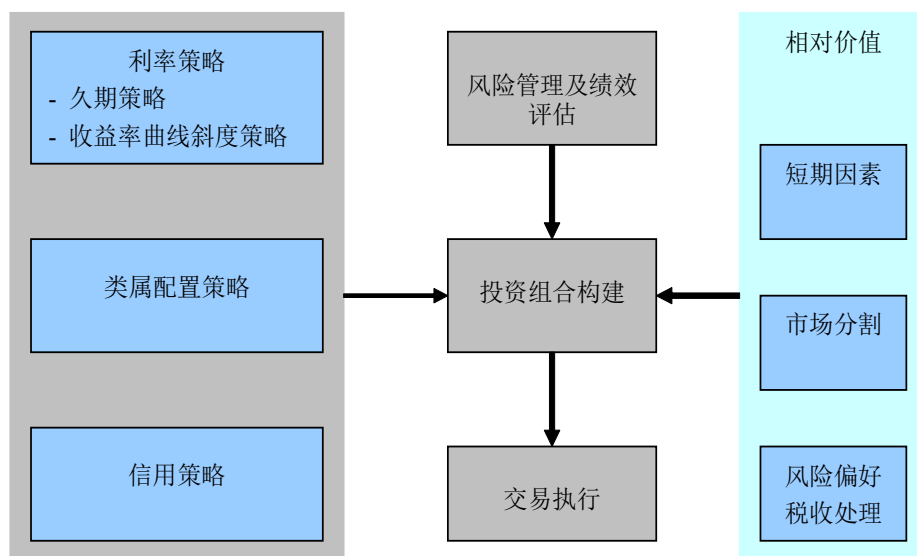 利率策略
- 久期策略
- 收益率曲线斜度策略
类属配置策略
信用策略
风险管理及绩效
评估
投资组合构建
交易执行
相对价值
短期因素
市场分割
风险偏好
税收处理